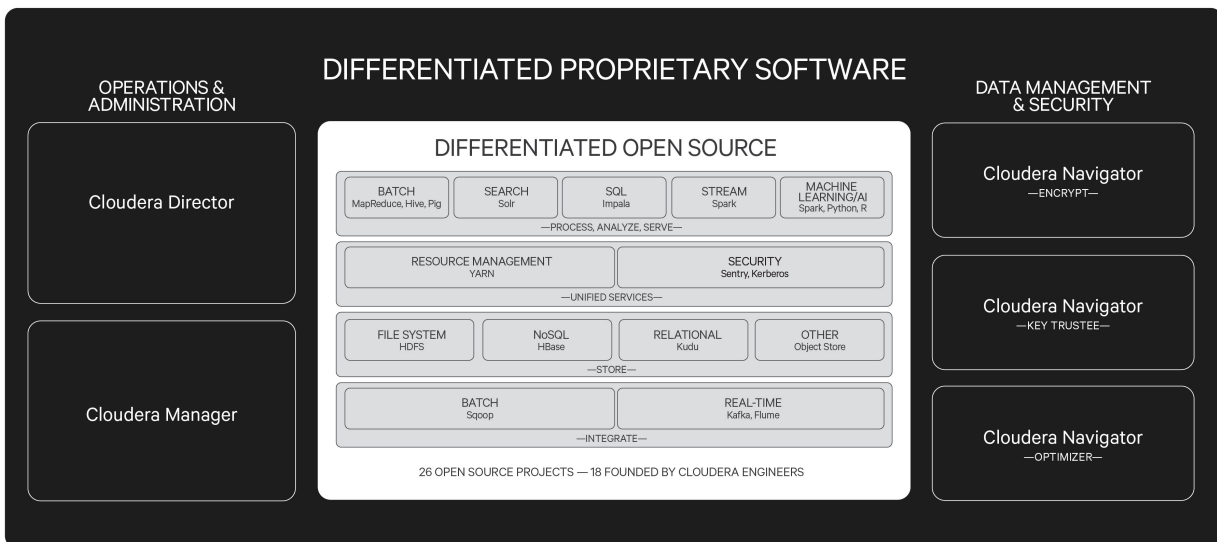 DIFFERENTIATED PROPRIETARY SOFTWARE
OPERATIONS &
ADMINISTRATION
Cloudera Director
Cloudera Manager
DIFFERENTIATED OPEN SOURCE
BATCH
MapReduce, Hive, Pig
SEARCH
Solr
SQL
Impala
STREAM
Spark
MACHINE
LEARNING/AI
Spark, Python, R
—PROCESS, ANALYZE, SERVE—
RESOURCE MANAGEMENT
YARN
SECURITY
Sentry, Kerberos
—UNIFIED SERVICES—
FILE SYSTEM
HDFS
NoSQL
HBase
RELATIONAL
Kudu
OTHER
Object Store
—STORE—
BATCH
Sqoop
REAL-TIME
Kafka, Flume
—INTEGRATE—
26 OPEN SOURCE PROJECTS — 18 FOUNDED BY CLOUDERA ENGINEERS
DATA MANAGEMENT
& SECURITY
Cloudera Navigator
—ENCRYPT—
Cloudera Navigator
—KEY TRUSTEE—
Cloudera Navigator
—OPTIMIZER—